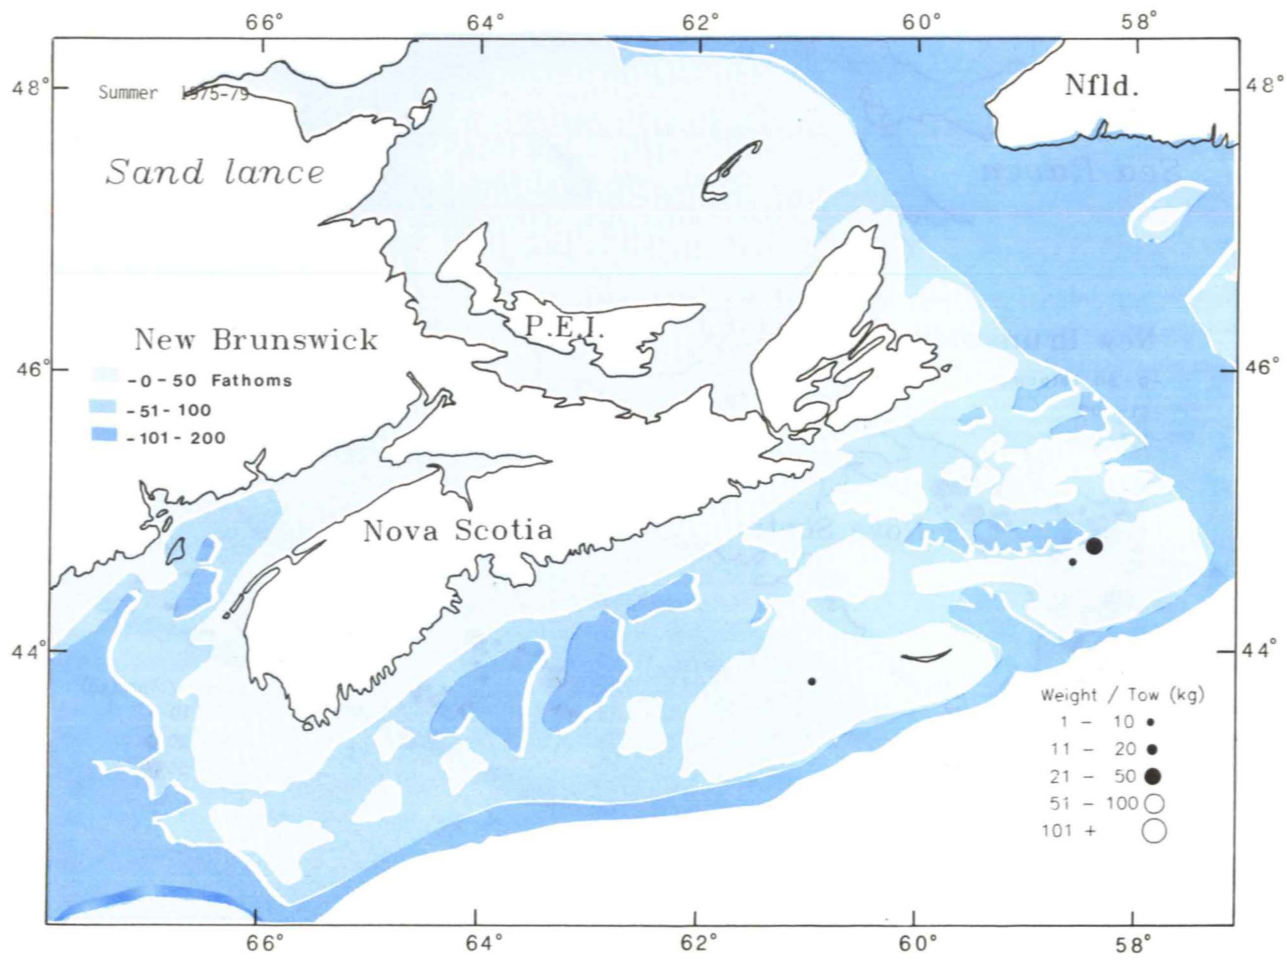 66° 64° 62° 60° 58°
48° 48°
Nfld.
Summer 1975-79
Sand lance
P.E.I.
New Brunswick
46° 46°
-0-50 Fathoms
-51-100
-101-200
Nova Scotia
44° 44°
Weight / Tow (kg)
1 - 10
11 - 20
21 - 50
51 - 100
101 +
66° 64° 62° 60° 58°